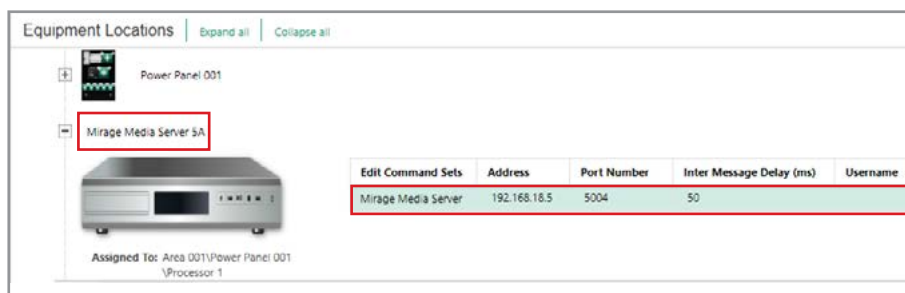 Equipment Locations Expand all Collapse all
Power Panel 001
Mirage Media Server 5A
Edit Command Sets Address Port Number Inter Message Delay (ms) Username
Mirage Media Server 192.168.18.5 5004 50
Assigned To: Area 001\Power Panel 001
\Processor 1